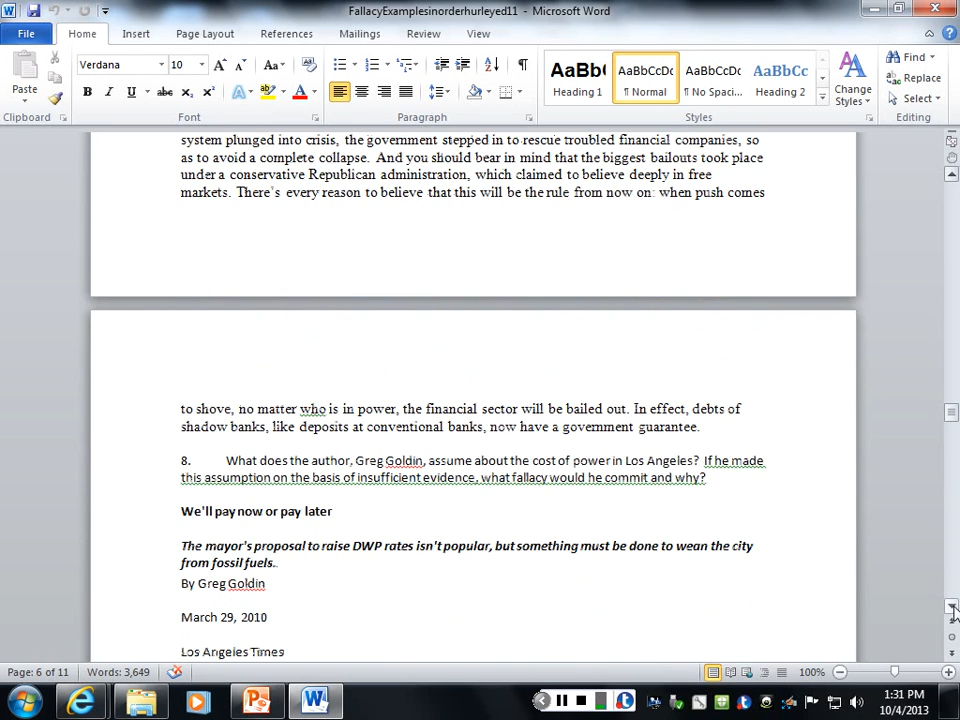 FallacyExamplesinorderhurleyed11 - Microsoft Word
File Home Insert Page Layout References Mailings Review View
Verdana 10 Aa
Paste
B I U abc X₂ X² A A
AaBb( AaBbCcDc AaBbCcDc AaBbCc
Heading 1 ¶ Normal ¶ No Spaci... Heading 2
Change
Styles
Find
Replace
Select
Clipboard Font Paragraph Styles Editing
system plunged into crisis, the government stepped in to rescue troubled financial companies, so
as to avoid a complete collapse. And you should bear in mind that the biggest bailouts took place
under a conservative Republican administration, which claimed to believe deeply in free
markets. There's every reason to believe that this will be the rule from now on: when push comes
to shove, no matter who is in power, the financial sector will be bailed out. In effect, debts of
shadow banks, like deposits at conventional banks, now have a government guarantee.
8. What does the author, Greg Goldin, assume about the cost of power in Los Angeles? If he made
this assumption on the basis of insufficient evidence, what fallacy would he commit and why?
We'll pay now or pay later
The mayor's proposal to raise DWP rates isn't popular, but something must be done to wean the city
from fossil fuels..
By Greg Goldin
March 29, 2010
Los Angeles Times
Page: 6 of 11 Words: 3,649 100%
1:31 PM
10/4/2013